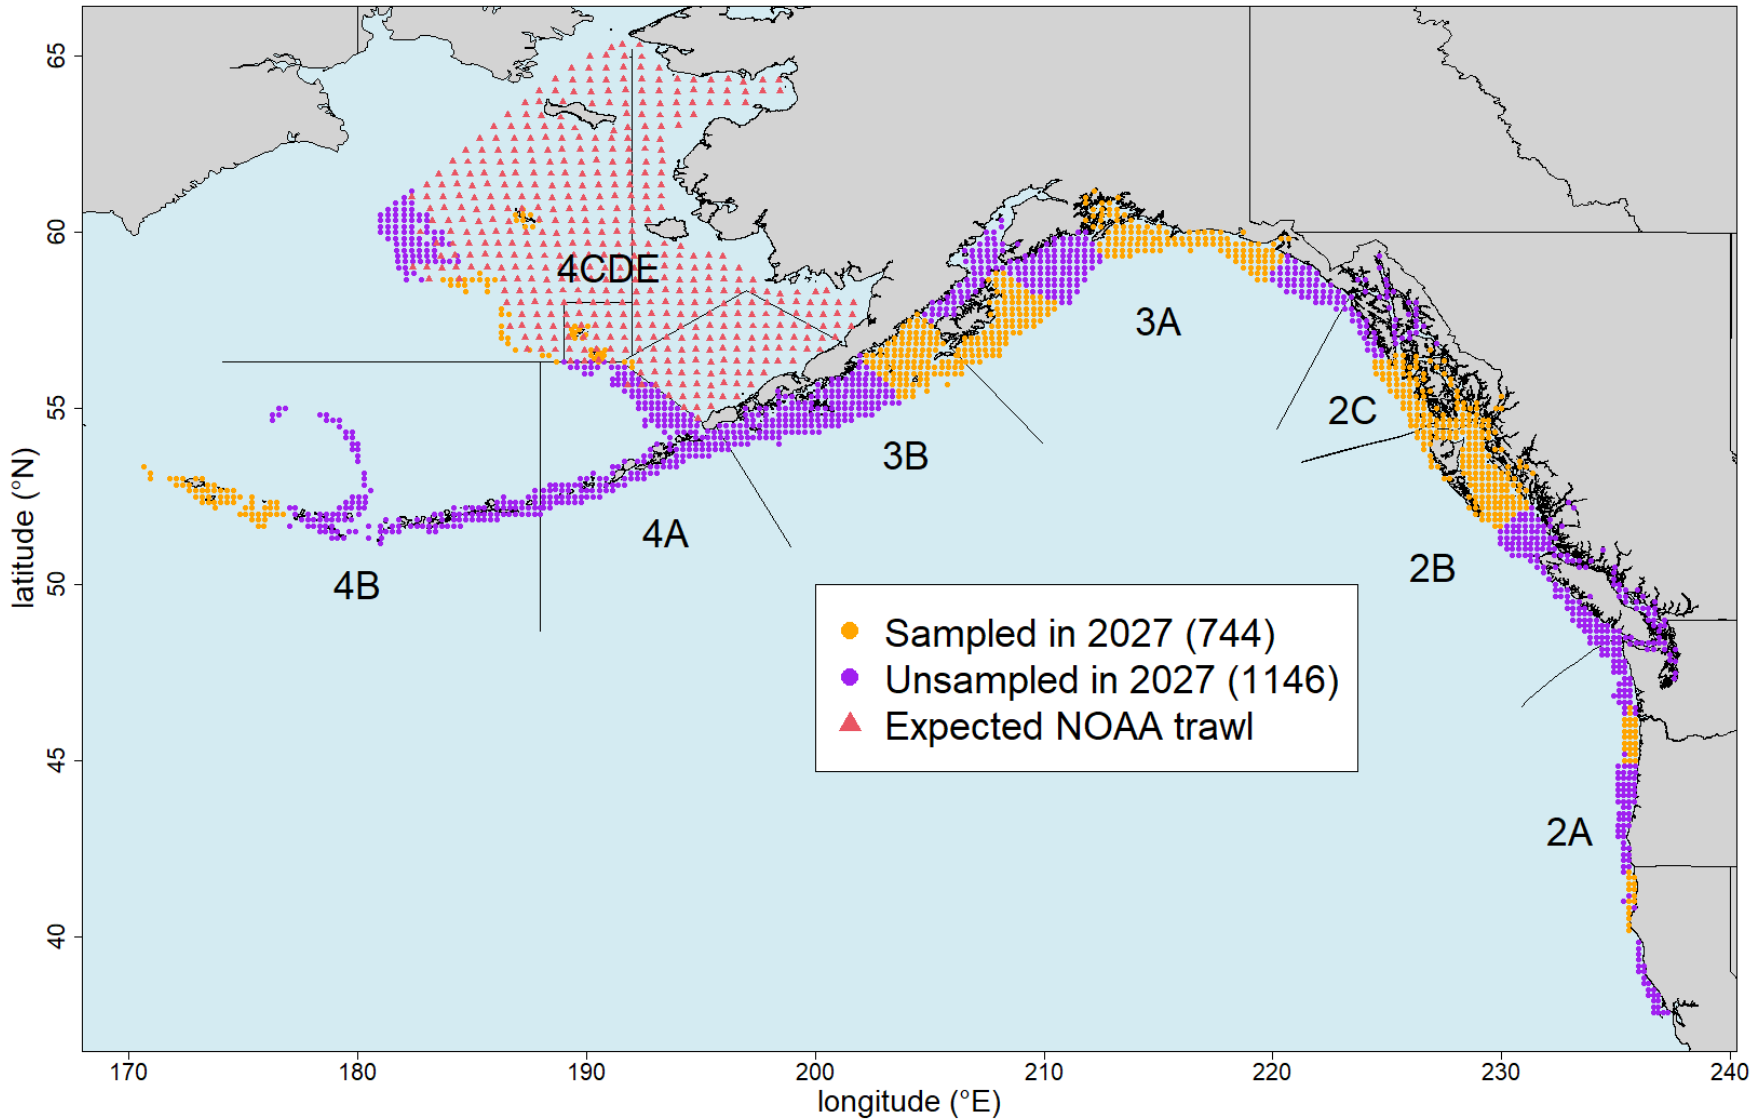 65
60
55
50
45
40
latitude (°N)
4CDE
3A
2C
3B
4A
2B
4B
Sampled in 2027 (744)
Unsampled in 2027 (1146)
Expected NOAA trawl
2A
170
180
190
200
210
220
230
240
longitude (°E)